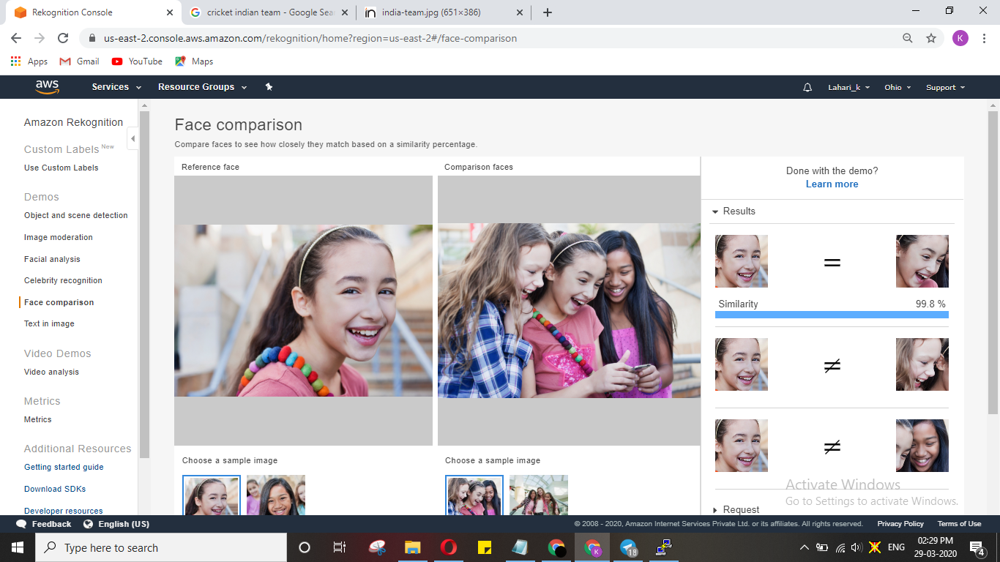 Rekognition Console
cricket indian team - Google Sea
in india-team.jpg (651×386)
us-east-2.console.aws.amazon.com/rekognition/home?region=us-east-2#/face-comparison
K
Apps Gmail YouTube Maps
aws Services Resource Groups Lahari_k Ohio Support
Amazon Rekognition
Custom Labels New
Use Custom Labels
Demos
Object and scene detection
Image moderation
Facial analysis
Celebrity recognition
Face comparison
Text in image
Video Demos
Video analysis
Metrics
Metrics
Additional Resources
Getting started guide
Download SDKs
Developer resources
Face comparison
Compare faces to see how closely they match based on a similarity percentage.
Reference face
Comparison faces
Choose a sample image
Choose a sample image
Done with the demo?
Learn more
Results
=
Similarity 99.8 %
≠
≠
Request
Activate Windows
Go to Settings to activate Windows.
Feedback English (US) © 2008 - 2020, Amazon Internet Services Private Ltd. or its affiliates. All rights reserved. Privacy Policy Terms of Use
Type here to search
K
18
ENG
02:29 PM
29-03-2020
4